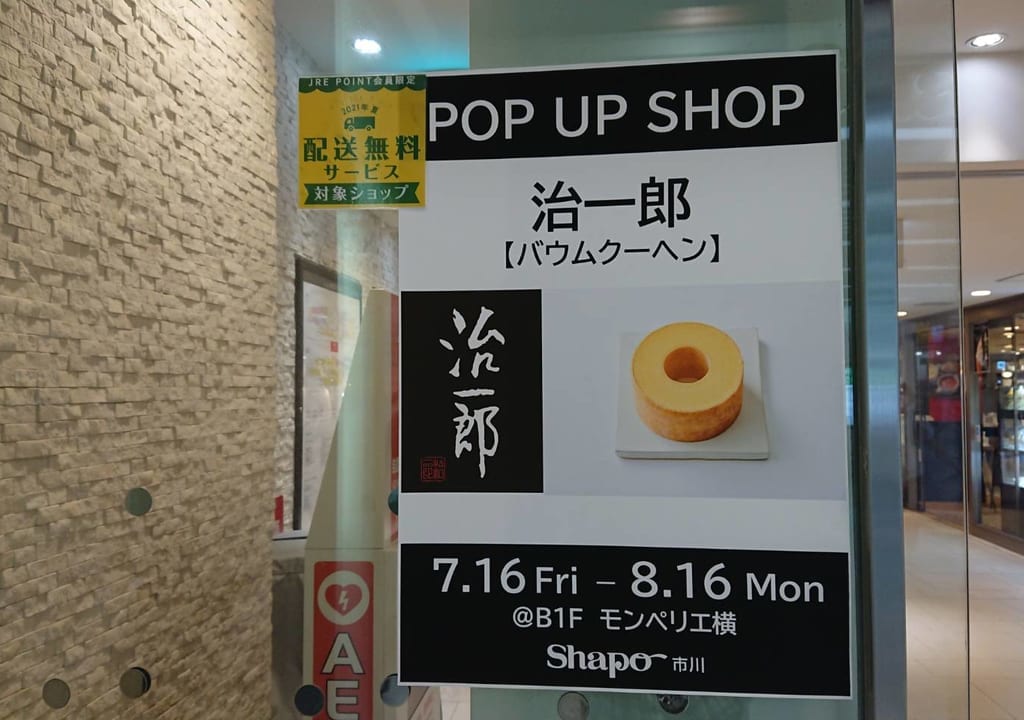 JRE POINT会員限定
2021年 夏
配送無料
サービス
対象ショップ
POP UP SHOP
治一郎
【バウムクーヘン】
治一郎
7.16 Fri – 8.16 Mon
@B1F モンペリエ横
Shapo 市川
AE